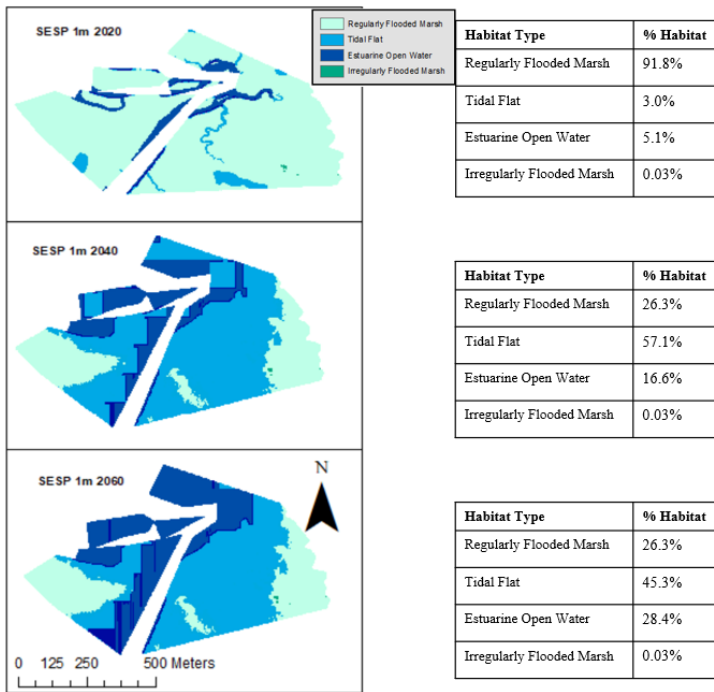 SESP 1m 2020
Regularly Flooded Marsh
Tidal Flat
Estuarine Open Water
Irregularly Flooded Marsh
Habitat Type % Habitat
Regularly Flooded Marsh 91.8%
Tidal Flat 3.0%
Estuarine Open Water 5.1%
Irregularly Flooded Marsh 0.03%
SESP 1m 2040
Habitat Type % Habitat
Regularly Flooded Marsh 26.3%
Tidal Flat 57.1%
Estuarine Open Water 16.6%
Irregularly Flooded Marsh 0.03%
SESP 1m 2060
N
0 125 250 500 Meters
Habitat Type % Habitat
Regularly Flooded Marsh 26.3%
Tidal Flat 45.3%
Estuarine Open Water 28.4%
Irregularly Flooded Marsh 0.03%